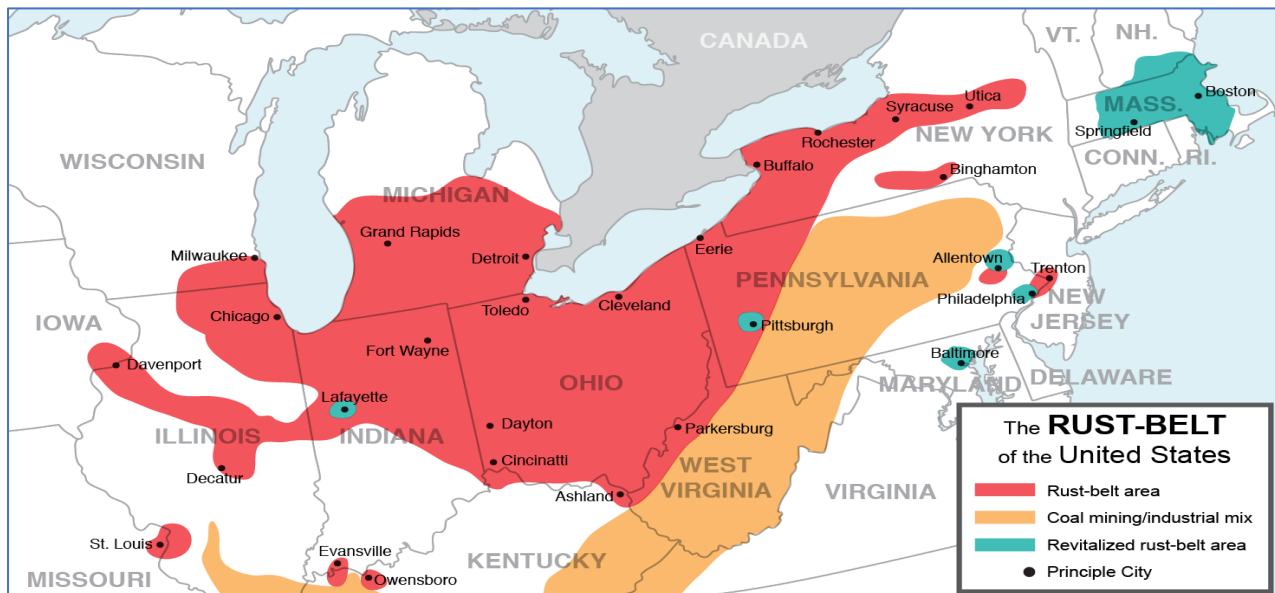 CANADA
VT.
NH.
WISCONSIN
MICHIGAN
Grand Rapids
Milwaukee
Detroit
Chicago
Toledo
Cleveland
IOWA
Davenport
Fort Wayne
OHIO
Lafayette
ILLINOIS
INDIANA
Dayton
Decatur
Cincinatti
Parkersburg
Ashland
WEST
VIRGINIA
VIRGINIA
St. Louis
MISSOURI
Evansville
Owensboro
KENTUCKY
Utica
Syracuse
Rochester
NEW YORK
Buffalo
Binghamton
Eerie
PENNSYLVANIA
Pittsburgh
Allentown
Trenton
Philadelphia
NEW
JERSEY
Baltimore
MARYLAND
DELAWARE
MASS.
Boston
Springfield
CONN.
RI.
The RUST-BELT
of the United States
Rust-belt area
Coal mining/industrial mix
Revitalized rust-belt area
Principle City